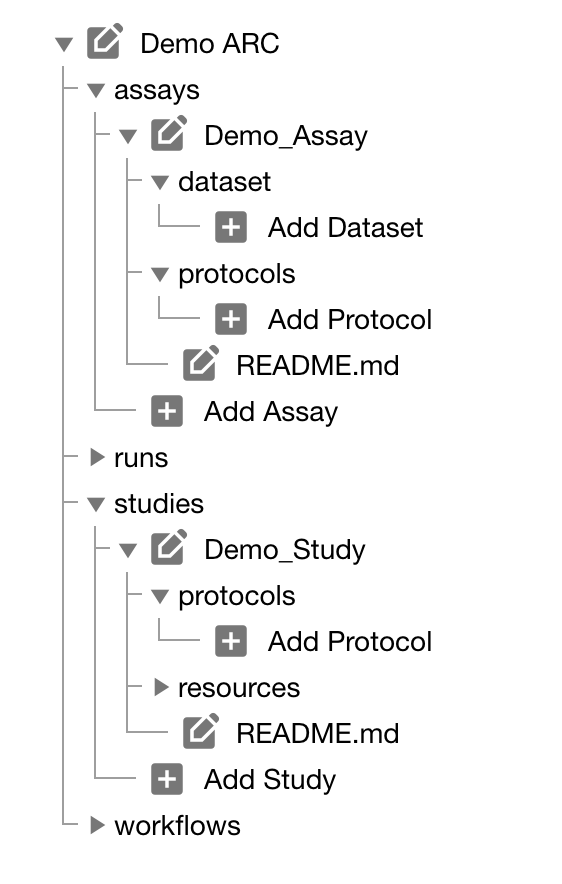 Demo ARC
assays
Demo_Assay
dataset
Add Dataset
protocols
Add Protocol
README.md
Add Assay
runs
studies
Demo_Study
protocols
Add Protocol
resources
README.md
Add Study
workflows